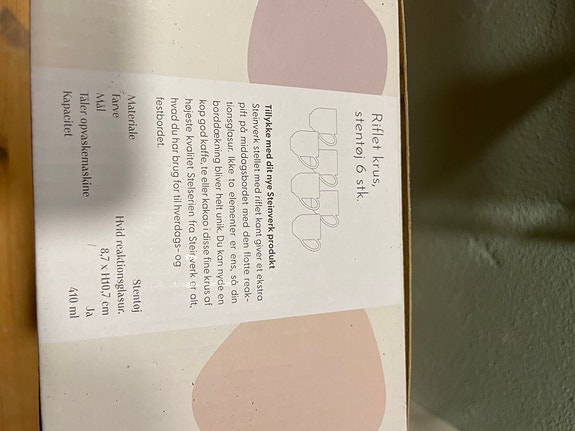 Riflet krus,
stentøj 6 stk.
Tillykke med dit nye Steinverk produkt
Steinverk stellet med riflet kant giver et ekstra
pift på middagsbordet med den flotte reak-
tionsglasur. Ikke to elementer er ens, så din
borddækning bliver helt unik. Du kan nyde en
kop god kaffe, te eller kakao i disse fine krus af
højeste kvalitet. Stelserien fra Steinverk er alt,
hvad du har brug for til hverdags- og
festbordet.
Materiale Stentøj
Farve Hvid reaktionsglasur.
Mål 8,7 x H10,7 cm
Tåler opvaskemaskine Ja
Kapacitet 410 ml